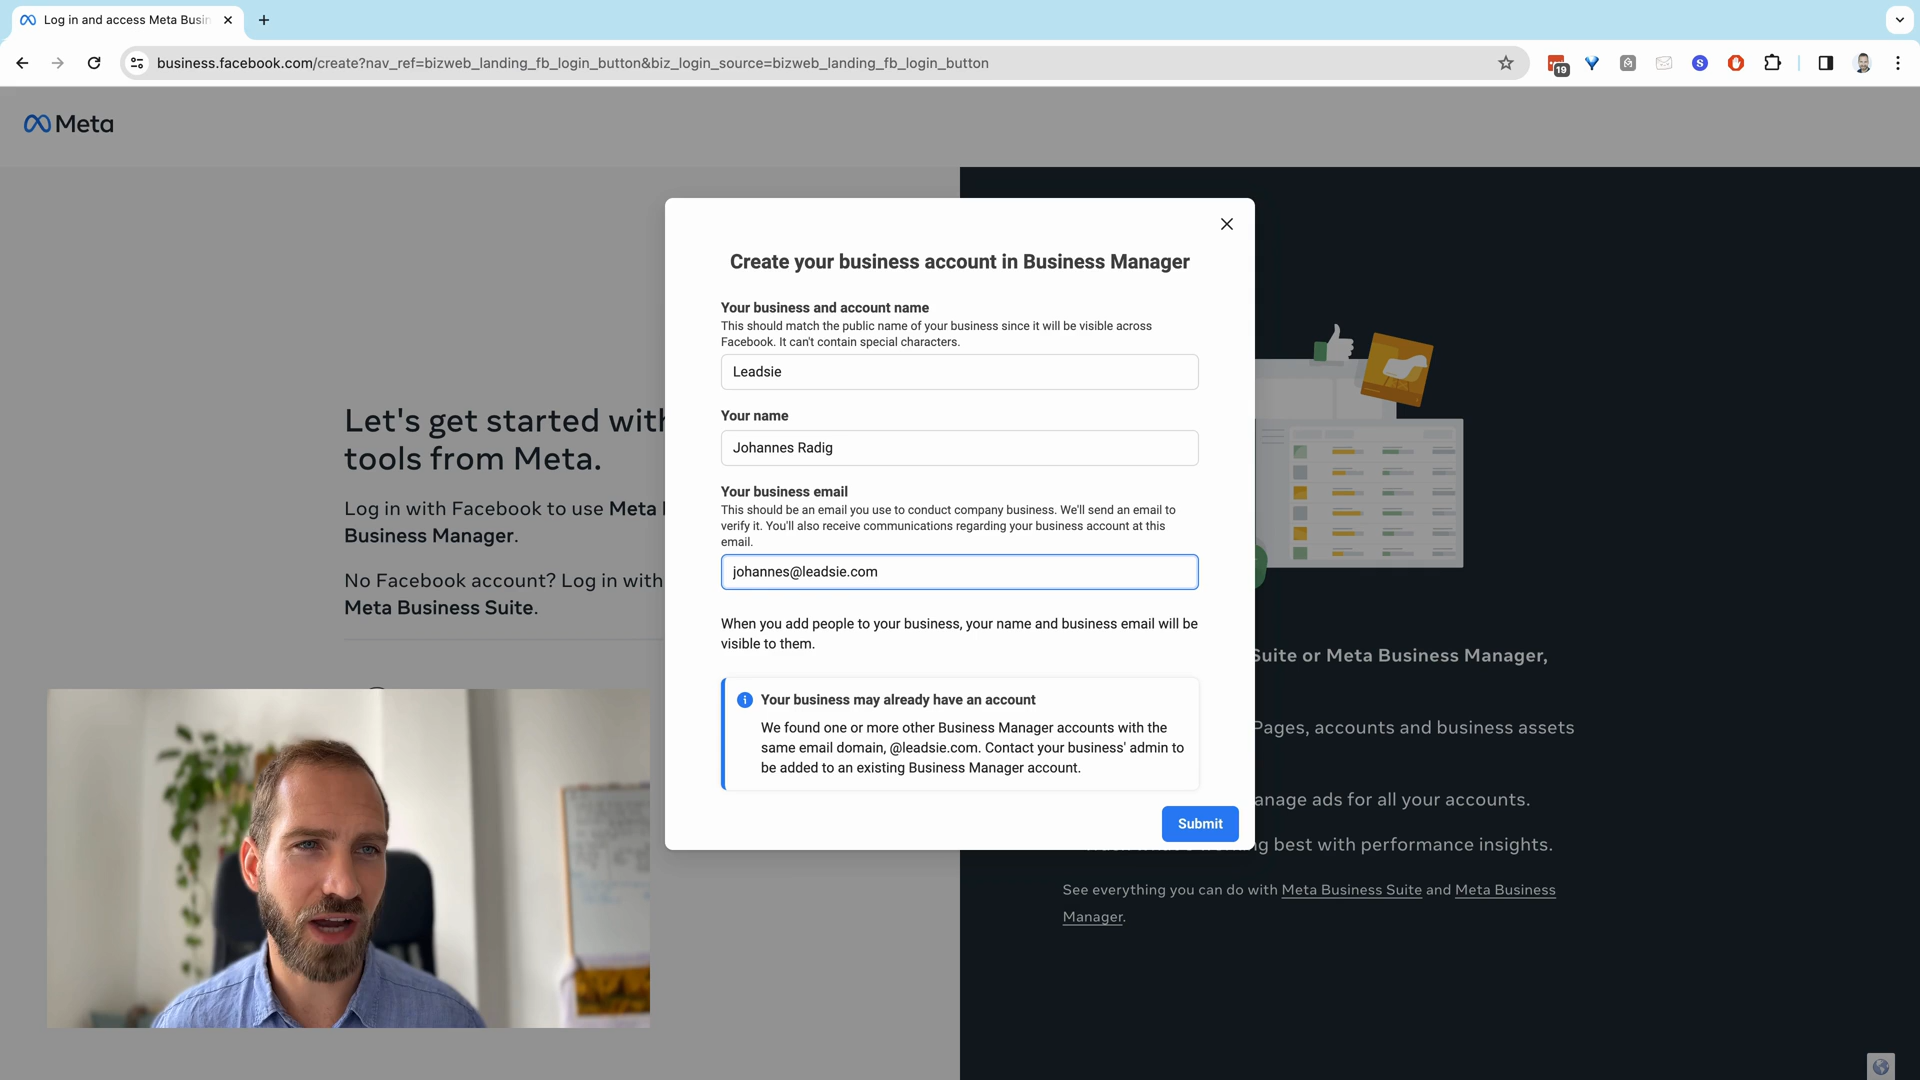 Log in and access Meta Busin
business.facebook.com/create?nav_ref=bizweb_landing_fb_login_button&biz_login_source=bizweb_landing_fb_login_button
19
S
Meta
Create your business account in Business Manager
Your business and account name
This should match the public name of your business since it will be visible across
Facebook. It can't contain special characters.
Leadsie
Your name
Johannes Radig
Your business email
This should be an email you use to conduct company business. We'll send an email to
verify it. You'll also receive communications regarding your business account at this
email.
johannes@leadsie.com
When you add people to your business, your name and business email will be
visible to them.
Your business may already have an account
We found one or more other Business Manager accounts with the
same email domain, @leadsie.com. Contact your business' admin to
be added to an existing Business Manager account.
Submit
Let's get started with
tools from Meta.
Log in with Facebook to use Meta
Business Manager.
No Facebook account? Log in with
Meta Business Suite.
Suite or Meta Business Manager,
Pages, accounts and business assets
anage ads for all your accounts.
g best with performance insights.
See everything you can do with Meta Business Suite and Meta Business
Manager.